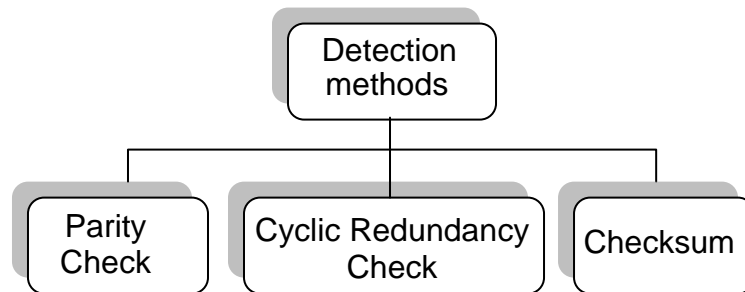 Detection
methods
Parity
Check
Cyclic Redundancy
Check
Checksum